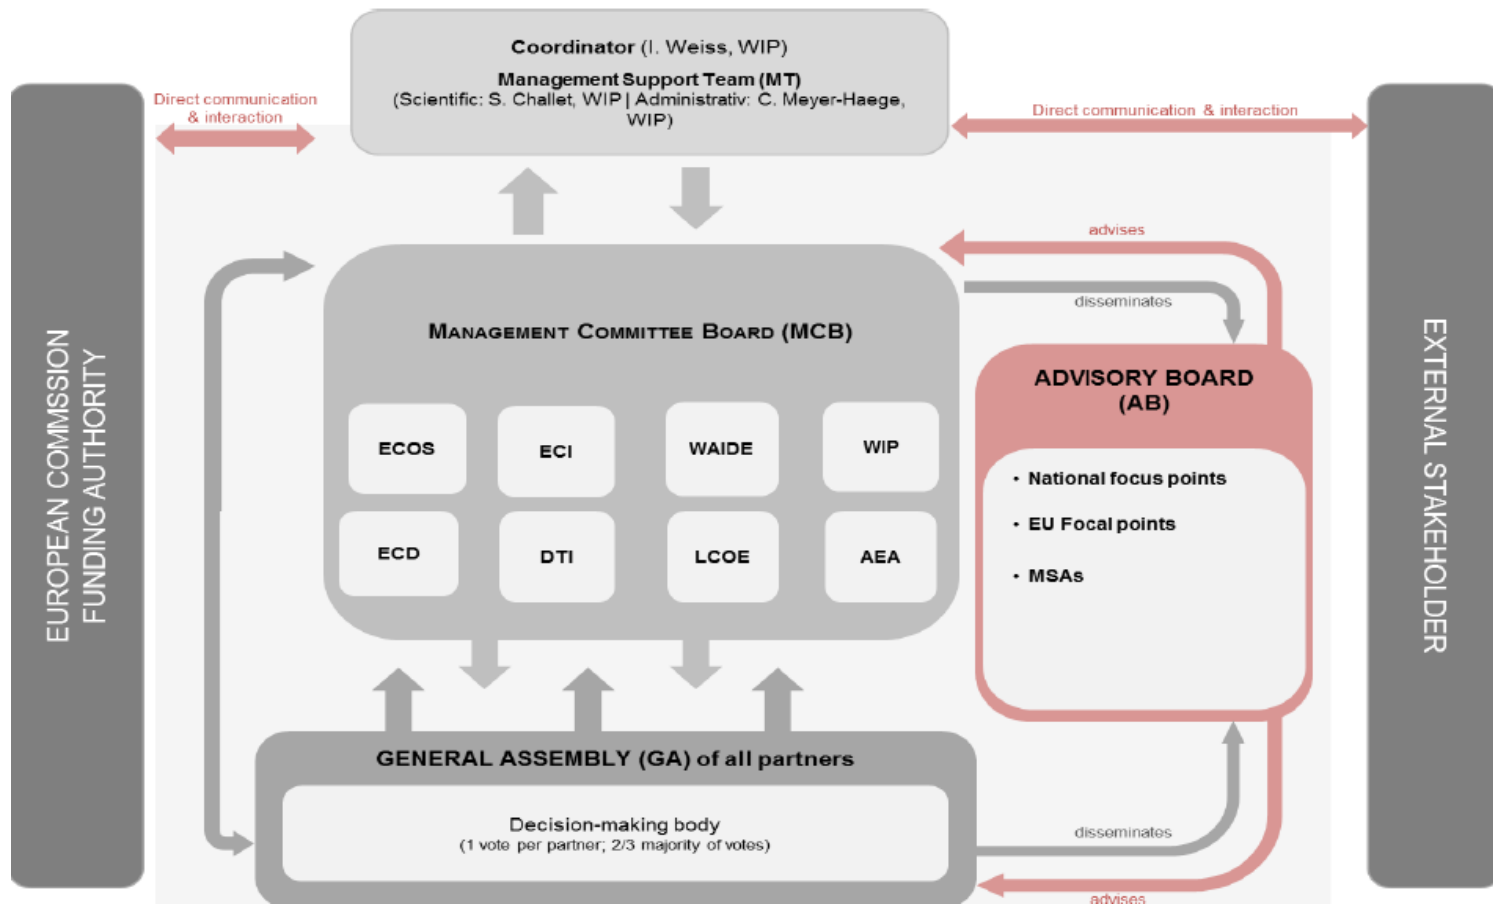 Coordinator (I. Weiss, WIP)
Management Support Team (MT)
(Scientific: S. Challet, WIP | Administrativ: C. Meyer-Haege,
WIP)
Direct communication
& interaction
Direct communication & interaction
EUROPEAN COMMSSION
FUNDING AUTHORITY
EXTERNAL STAKEHOLDER
advises
disseminates
MANAGEMENT COMMITTEE BOARD (MCB)
ECOS
ECI
WAIDE
WIP
ECD
DTI
LCOE
AEA
ADVISORY BOARD
(AB)
• National focus points
• EU Focal points
• MSAs
GENERAL ASSEMBLY (GA) of all partners
Decision-making body
(1 vote per partner; 2/3 majority of votes)
disseminates
advises